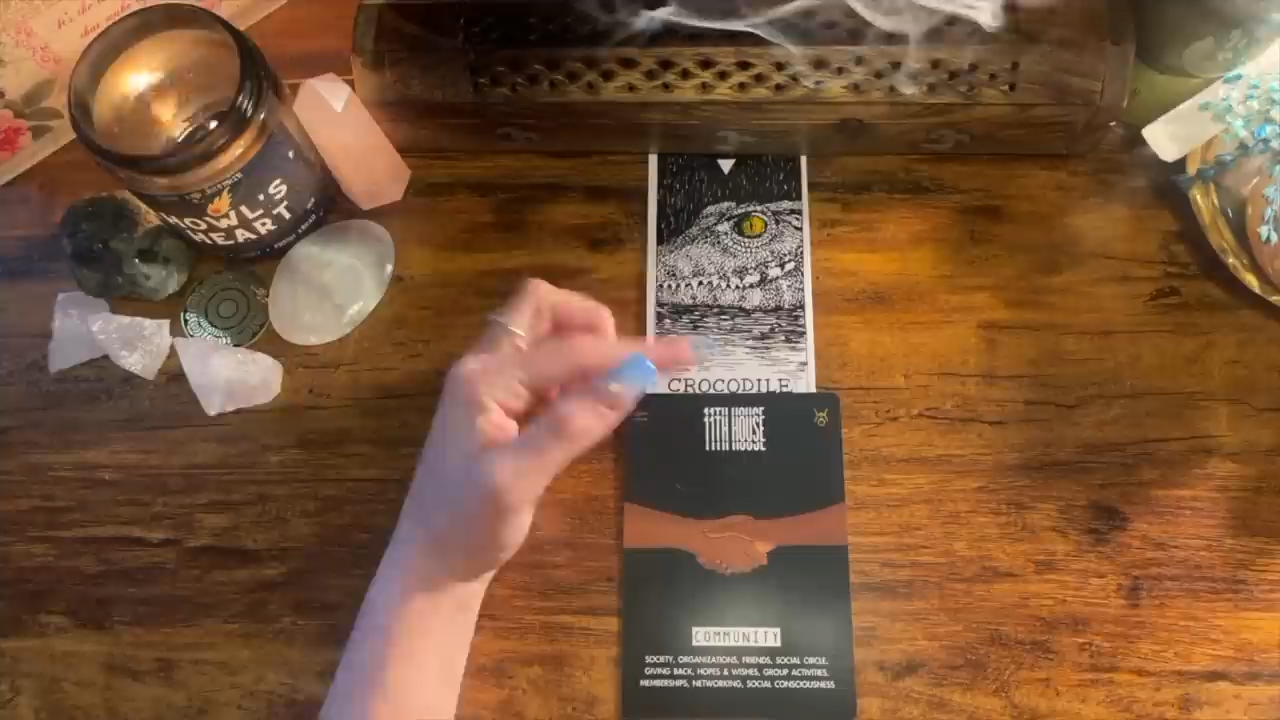 HOWL'S
HEART
CROCODILE
11TH HOUSE
COMMUNITY
SOCIETY, ORGANIZATIONS, FRIENDS, SOCIAL CIRCLE,
GIVING BACK, HOPES & WISHES, GROUP ACTIVITIES,
MEMBERSHIPS, NETWORKING, SOCIAL CONSCIOUSNESS